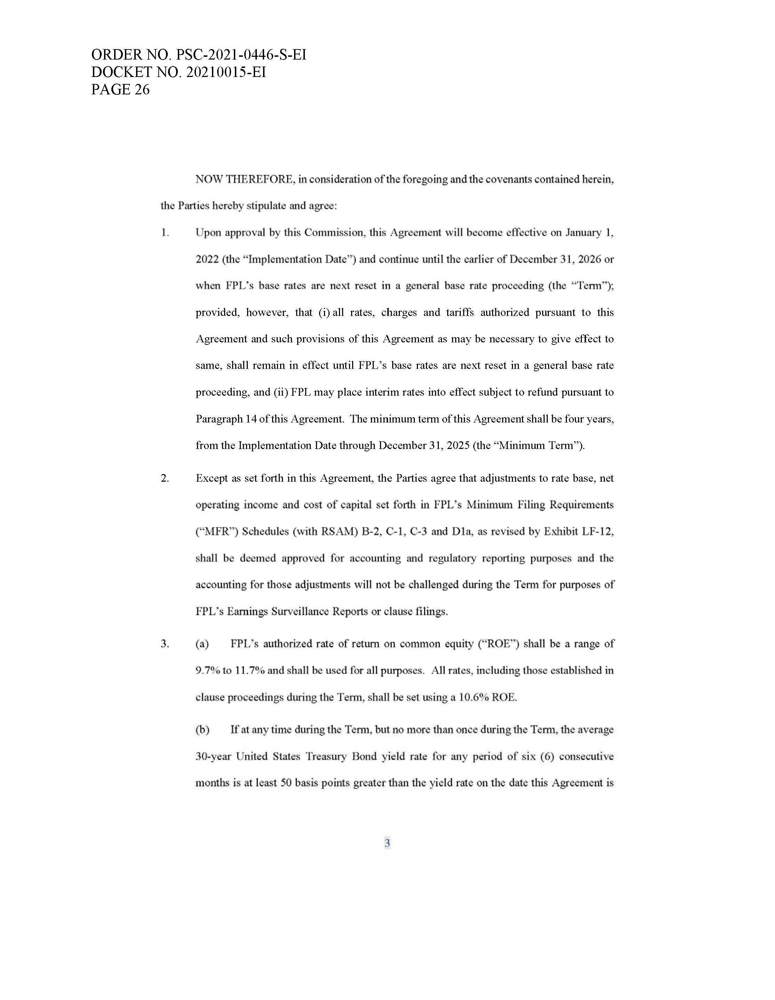 ORDER NO. PSC-2021-0446-S-EI
DOCKET NO. 20210015-EI
PAGE 26
NOW THEREFORE, in consideration of the foregoing and the covenants contained herein,
the Parties hereby stipulate and agree:
1. Upon approval by this Commission, this Agreement will become effective on January 1,
2022 (the “Implementation Date”) and continue until the earlier of December 31, 2026 or
when FPL’s base rates are next reset in a general base rate proceeding (the “Term”);
provided, however, that (i) all rates, charges and tariffs authorized pursuant to this
Agreement and such provisions of this Agreement as may be necessary to give effect to
same, shall remain in effect until FPL’s base rates are next reset in a general base rate
proceeding, and (ii) FPL may place interim rates into effect subject to refund pursuant to
Paragraph 14 of this Agreement. The minimum term of this Agreement shall be four years,
from the Implementation Date through December 31, 2025 (the “Minimum Term”).
2. Except as set forth in this Agreement, the Parties agree that adjustments to rate base, net
operating income and cost of capital set forth in FPL’s Minimum Filing Requirements
(“MFR”) Schedules (with RSAM) B-2, C-1, C-3 and D1a, as revised by Exhibit LF-12,
shall be deemed approved for accounting and regulatory reporting purposes and the
accounting for those adjustments will not be challenged during the Term for purposes of
FPL’s Earnings Surveillance Reports or clause filings.
3. (a) FPL’s authorized rate of return on common equity (“ROE”) shall be a range of
9.7% to 11.7% and shall be used for all purposes. All rates, including those established in
clause proceedings during the Term, shall be set using a 10.6% ROE.
(b) If at any time during the Term, but no more than once during the Term, the average
30-year United States Treasury Bond yield rate for any period of six (6) consecutive
months is at least 50 basis points greater than the yield rate on the date this Agreement is
3